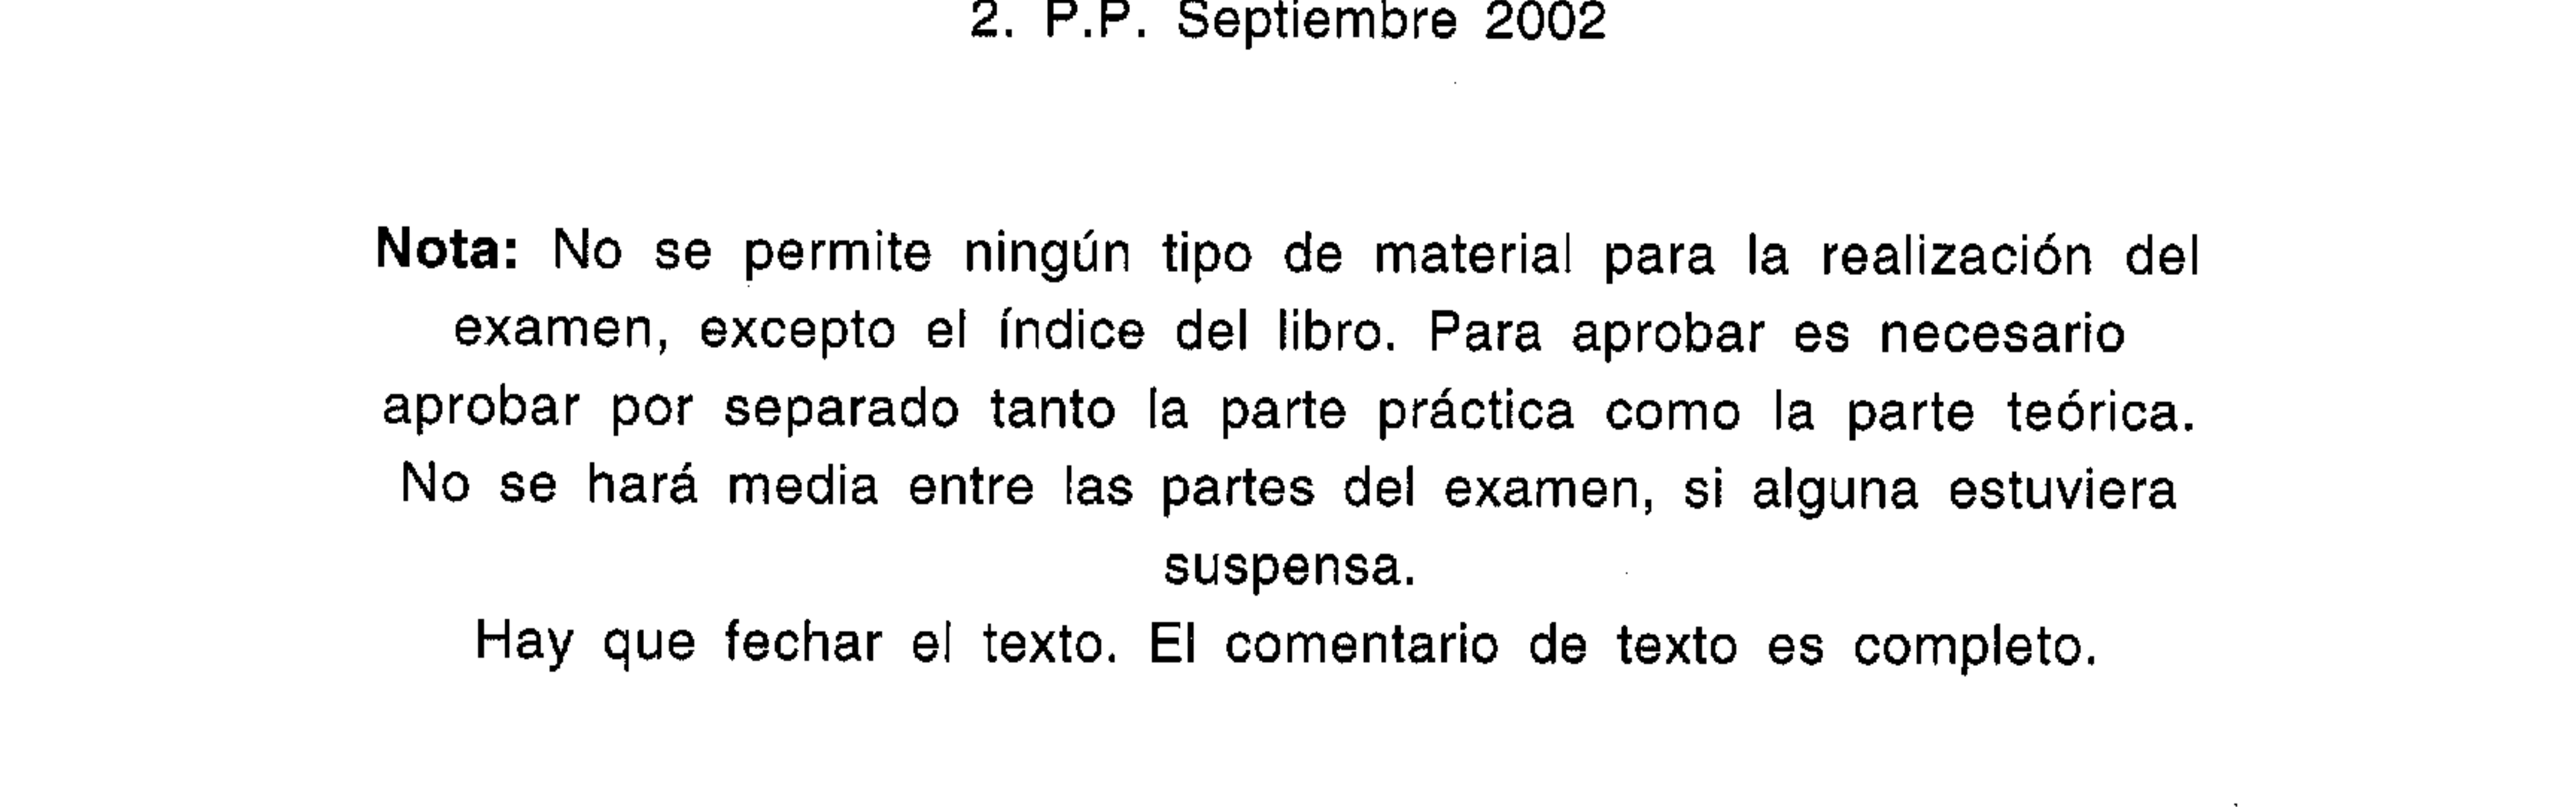 2. P.P. Septiembre 2002
Nota: No se permite ningún tipo de material para la realización del
examen, excepto el índice del libro. Para aprobar es necesario
aprobar por separado tanto la parte práctica como la parte teórica.
No se hará media entre las partes del examen, si alguna estuviera
suspensa.
Hay que fechar el texto. El comentario de texto es completo.